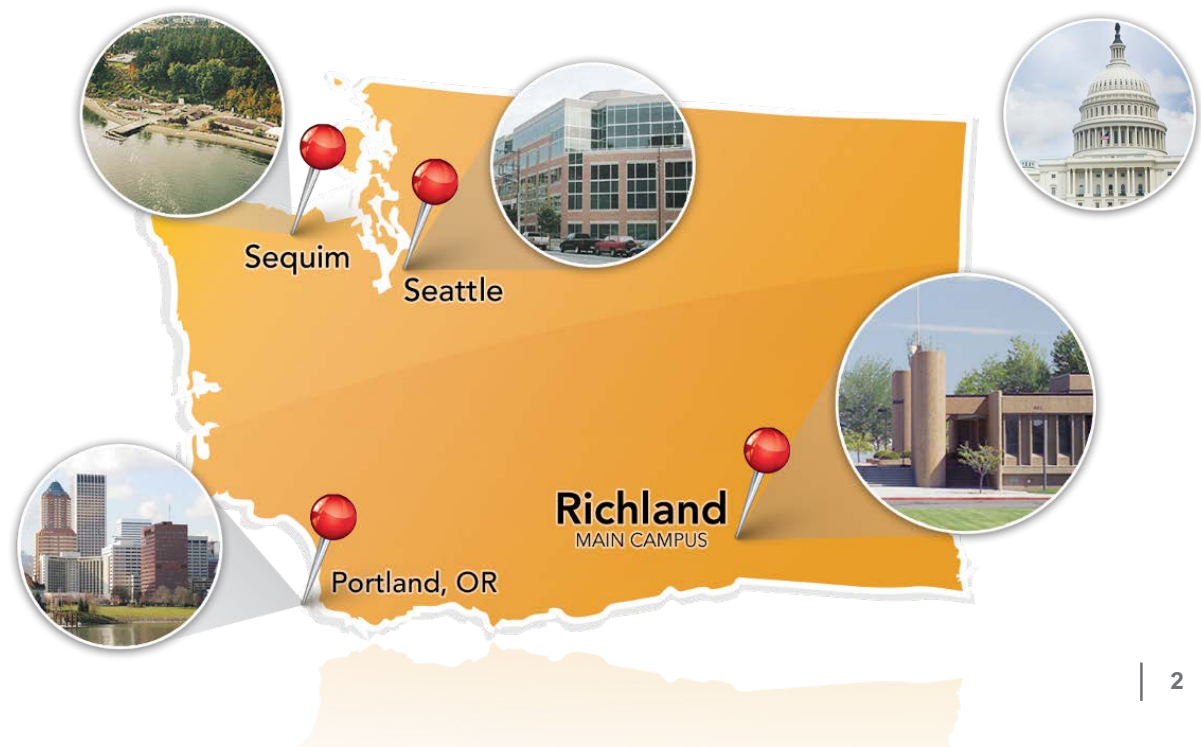 Sequim
Seattle
Richland
MAIN CAMPUS
Portland, OR
2